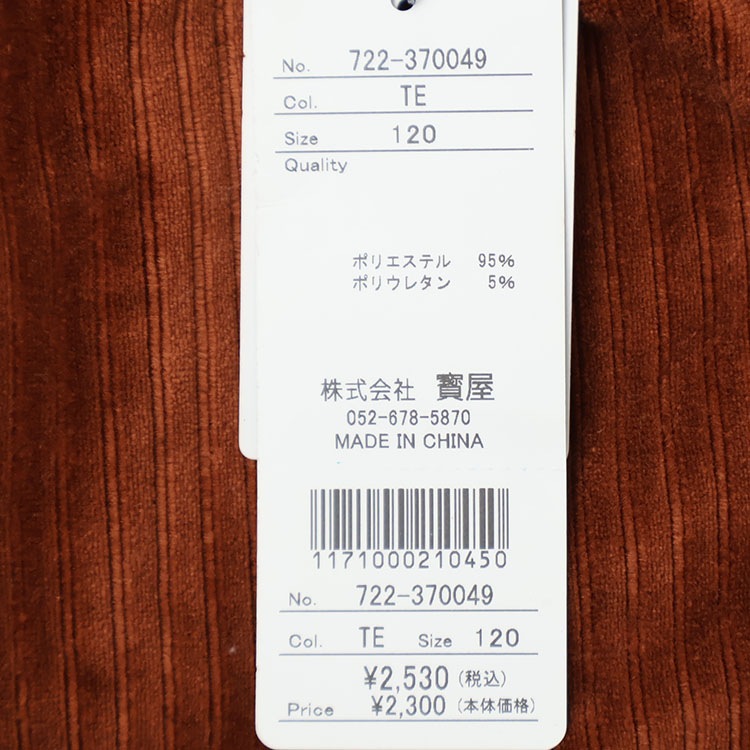 No. 722-370049
Col. TE
Size 120
Quality
ポリエステル 95%
ポリウレタン 5%
株式会社 寶屋
052-678-5870
MADE IN CHINA
1171000210450
No. 722-370049
Col. TE Size 120
¥2,530(税込)
Price ¥2,300(本体価格)